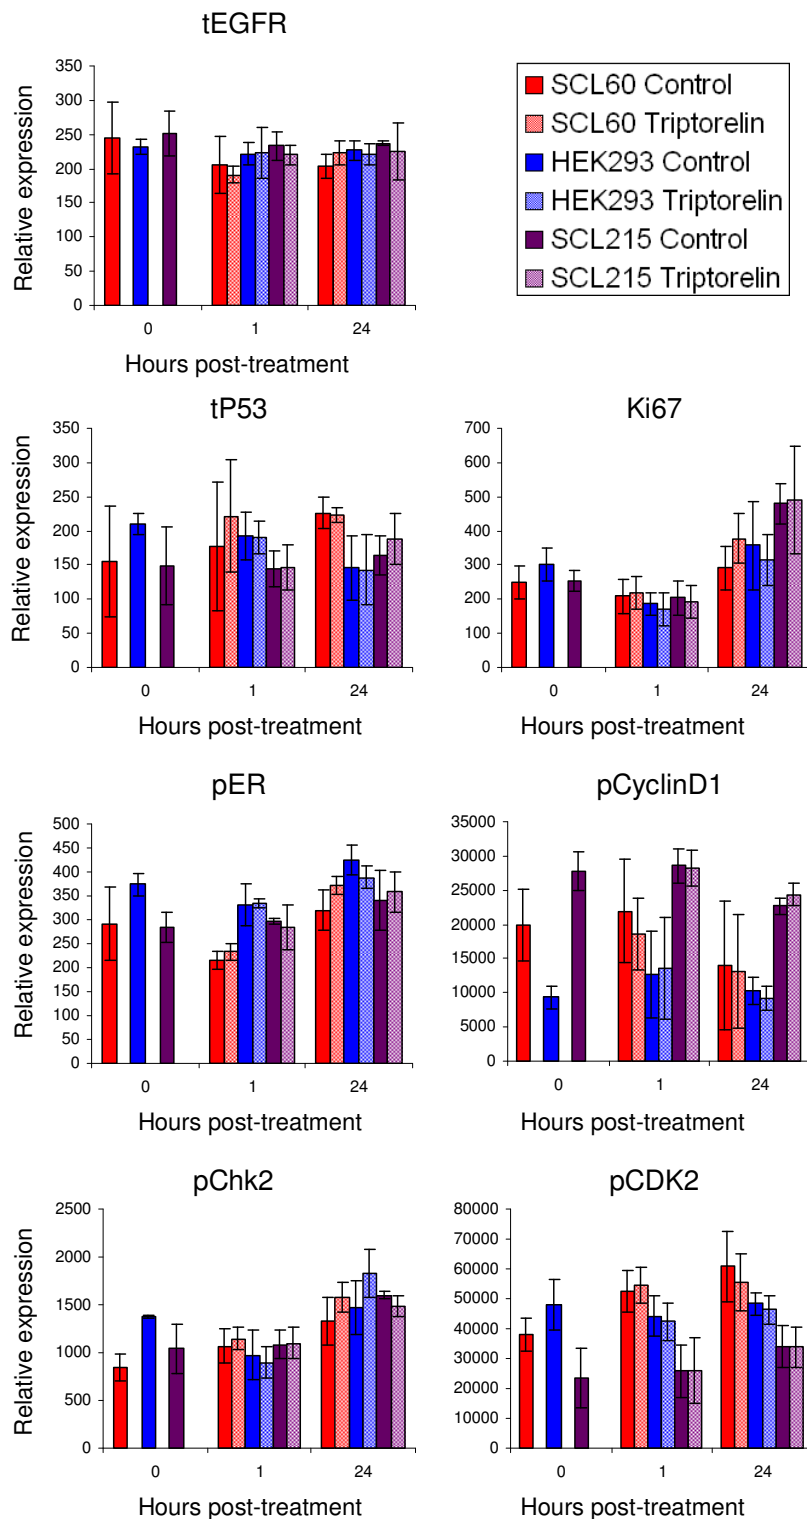 tEGFR
Relative expression
350
300
250
200
150
100
50
0
0 1 24
Hours post-treatment
SCL60 Control
SCL60 Triptorelin
HEK293 Control
HEK293 Triptorelin
SCL215 Control
SCL215 Triptorelin
tP53
Relative expression
350
300
250
200
150
100
50
0
0 1 24
Hours post-treatment
Ki67
700
600
500
400
300
200
100
0
0 1 24
Hours post-treatment
pER
Relative expression
500
450
400
350
300
250
200
150
100
50
0
0 1 24
Hours post-treatment
pCyclinD1
35000
30000
25000
20000
15000
10000
5000
0
0 1 24
Hours post-treatment
pChk2
Relative expression
2500
2000
1500
1000
500
0
0 1 24
Hours post-treatment
pCDK2
80000
70000
60000
50000
40000
30000
20000
10000
0
0 1 24
Hours post-treatment